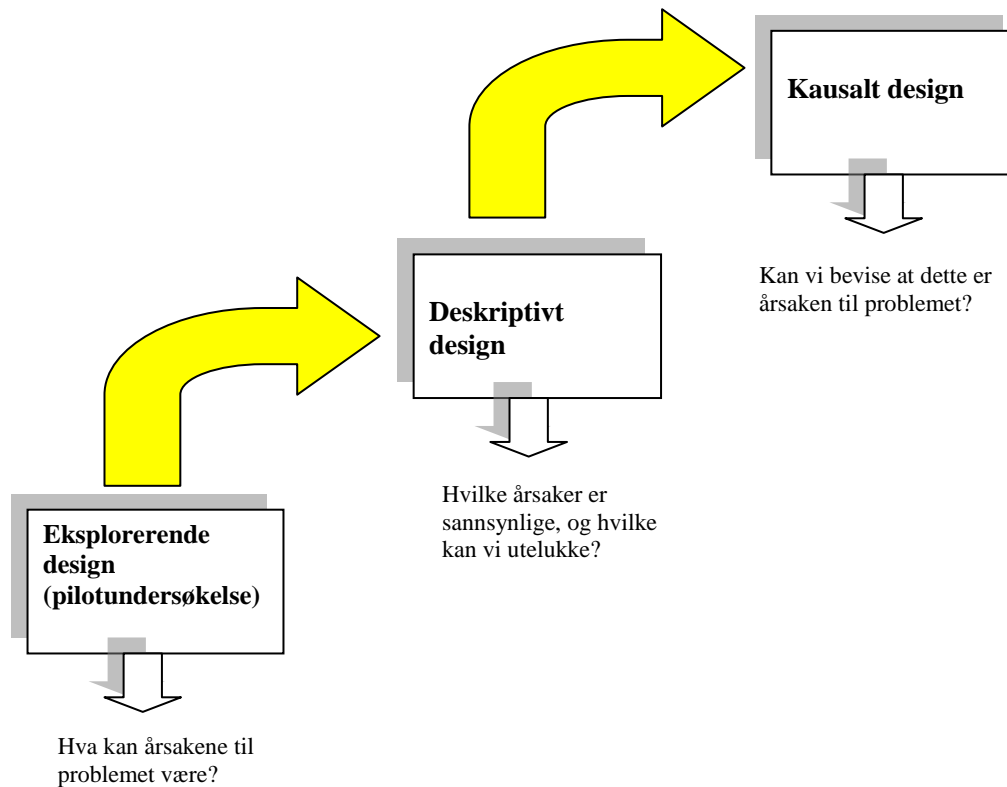 Kausalt design
Kan vi bevise at dette er
årsaken til problemet?
Deskriptivt
design
Hvilke årsaker er
sannsynlige, og hvilke
kan vi utelukke?
Eksplorerende
design
(pilotundersøkelse)
Hva kan årsakene til
problemet være?